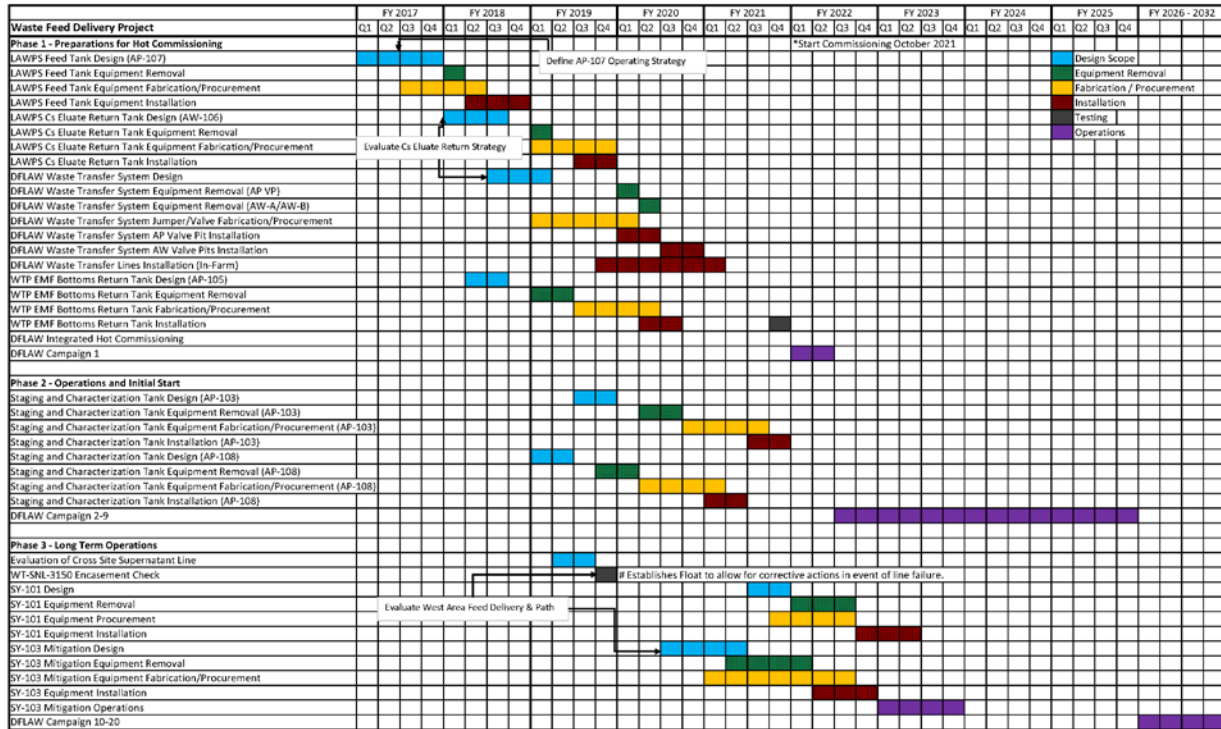 FY 2017 FY 2018 FY 2019 FY 2020 FY 2021 FY 2022 FY 2023 FY 2024 FY 2025 FY 2026 - 2032
Waste Feed Delivery Project Q1 Q2 Q3 Q4 Q1 Q2 Q3 Q4 Q1 Q2 Q3 Q4 Q1 Q2 Q3 Q4 Q1 Q2 Q3 Q4 Q1 Q2 Q3 Q4 Q1 Q2 Q3 Q4 Q1 Q2 Q3 Q4 Q1 Q2 Q3 Q4
Phase 1 - Preparations for Hot Commissioning *Start Commissioning October 2021
LAWPS Feed Tank Design (AP-107) Define AP-107 Operating Strategy Design Scope
LAWPS Feed Tank Equipment Removal Equipment Removal
LAWPS Feed Tank Equipment Fabrication/Procurement Fabrication / Procurement
LAWPS Feed Tank Equipment Installation Installation
LAWPS Cs Eluate Return Tank Design (AW-106) Testing
LAWPS Cs Eluate Return Tank Equipment Removal Operations
LAWPS Cs Eluate Return Tank Equipment Fabrication/Procurement Evaluate Cs Eluate Return Strategy
LAWPS Cs Eluate Return Tank Installation
DFLAW Waste Transfer System Design
DFLAW Waste Transfer System Equipment Removal (AP VP)
DFLAW Waste Transfer System Equipment Removal (AW-A/AW-B)
DFLAW Waste Transfer System Jumper/Valve Fabrication/Procurement
DFLAW Waste Transfer System AP Valve Pit Installation
DFLAW Waste Transfer System AW Valve Pits Installation
DFLAW Waste Transfer Lines Installation (In-Farm)
WTP EMF Bottoms Return Tank Design (AP-105)
WTP EMF Bottoms Return Tank Equipment Removal
WTP EMF Bottoms Return Tank Fabrication/Procurement
WTP EMF Bottoms Return Tank Installation
DFLAW Integrated Hot Commissioning
DFLAW Campaign 1
Phase 2 - Operations and Initial Start
Staging and Characterization Tank Design (AP-103)
Staging and Characterization Tank Equipment Removal (AP-103)
Staging and Characterization Tank Equipment Fabrication/Procurement (AP-103)
Staging and Characterization Tank Installation (AP-103)
Staging and Characterization Tank Design (AP-108)
Staging and Characterization Tank Equipment Removal (AP-108)
Staging and Characterization Tank Equipment Fabrication/Procurement (AP-108)
Staging and Characterization Tank Installation (AP-108)
DFLAW Campaign 2-9
Phase 3 - Long Term Operations
Evaluation of Cross Site Supernatant Line
WT-SNL-3150 Encasement Check # Establishes Float to allow for corrective actions in event of line failure.
SY-101 Design
SY-101 Equipment Removal Evaluate West Area Feed Delivery & Path
SY-101 Equipment Procurement
SY-101 Equipment Installation
SY-103 Mitigation Design
SY-103 Mitigation Equipment Removal
SY-103 Mitigation Equipment Fabrication/Procurement
SY-103 Equipment Installation
SY-103 Mitigation Operations
DFLAW Campaign 10-20